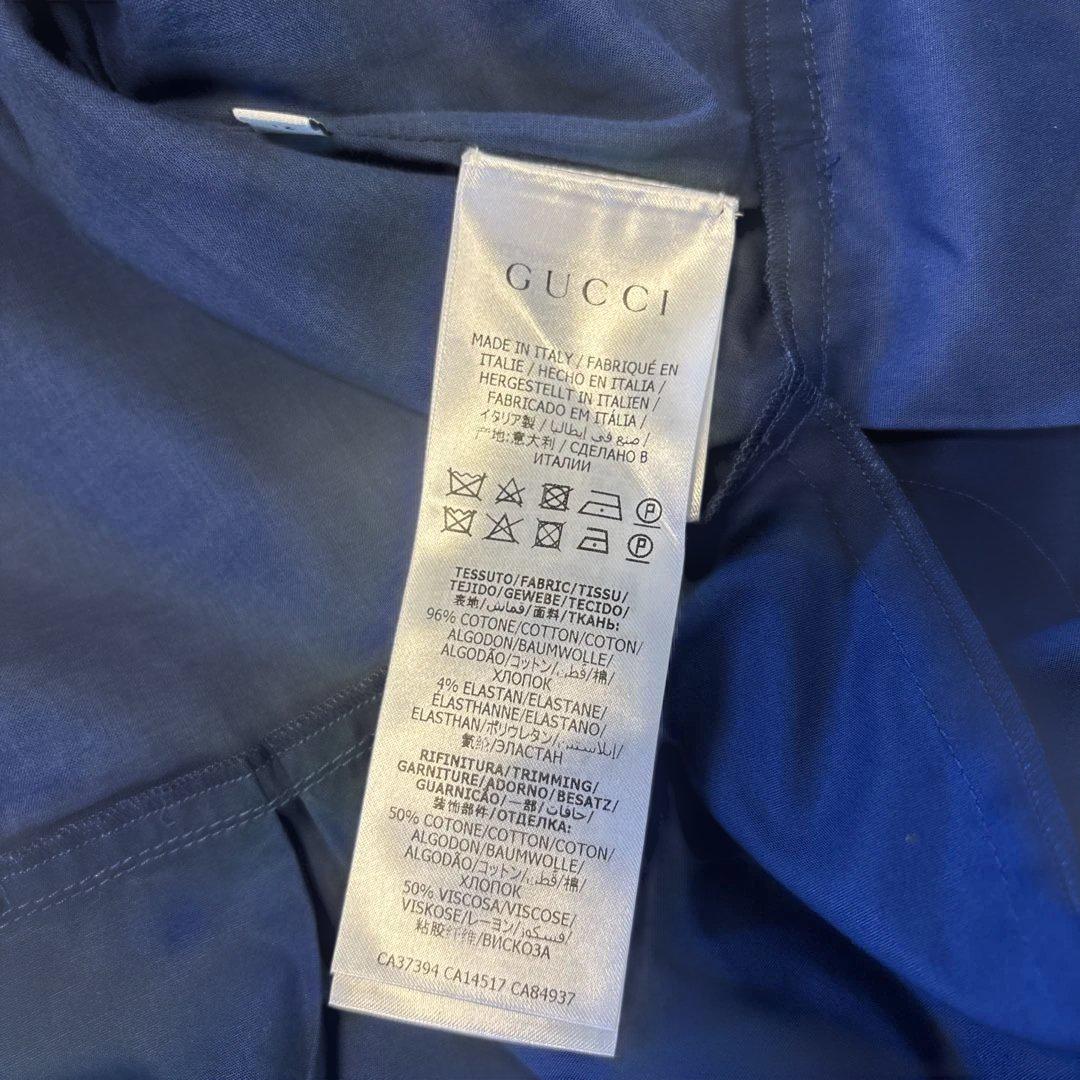 GUCCI
MADE IN ITALY / FABRIQUÉ EN
ITALIE / HECHO EN ITALIA /
HERGESTELLT IN ITALIEN /
FABRICADO EM ITÁLIA /
イタリア製 / صنع في إيطاليا /
产地:意大利 / СДЕЛАНО В
ИТАЛИИ
P
P
TESSUTO/FABRIC/TISSU/
TEJIDO/GEWEBE/TECIDO/
表地/قماش/面料/ТКАНЬ:
96% COTONE/COTTON/COTON/
ALGODON/BAUMWOLLE/
ALGODÃO/コットン/قطن/棉/
ХЛОПОК
4% ELASTAN/ELASTANE/
ÉLASTHANNE/ELASTANO/
ELASTHAN/ポリウレタン/
/ЭЛАСТАН
RIFINITURA/TRIMMING/
GARNITURE/ADORNO/BESATZ/
GUARNICÃO/一部/حافات/
装饰部件/ОТДЕЛКА:
50% COTONE/COTTON/COTON/
ALGODON/BAUMWOLLE/
ALGODÃO/コットン/قطن/棉/
ХЛОПОК
50% VISCOSA/VISCOSE/
VISKOSE/レーヨン/فسكوز/
粘胶纤维/ВИСКОЗА
CA37394 CA14517 CA84937